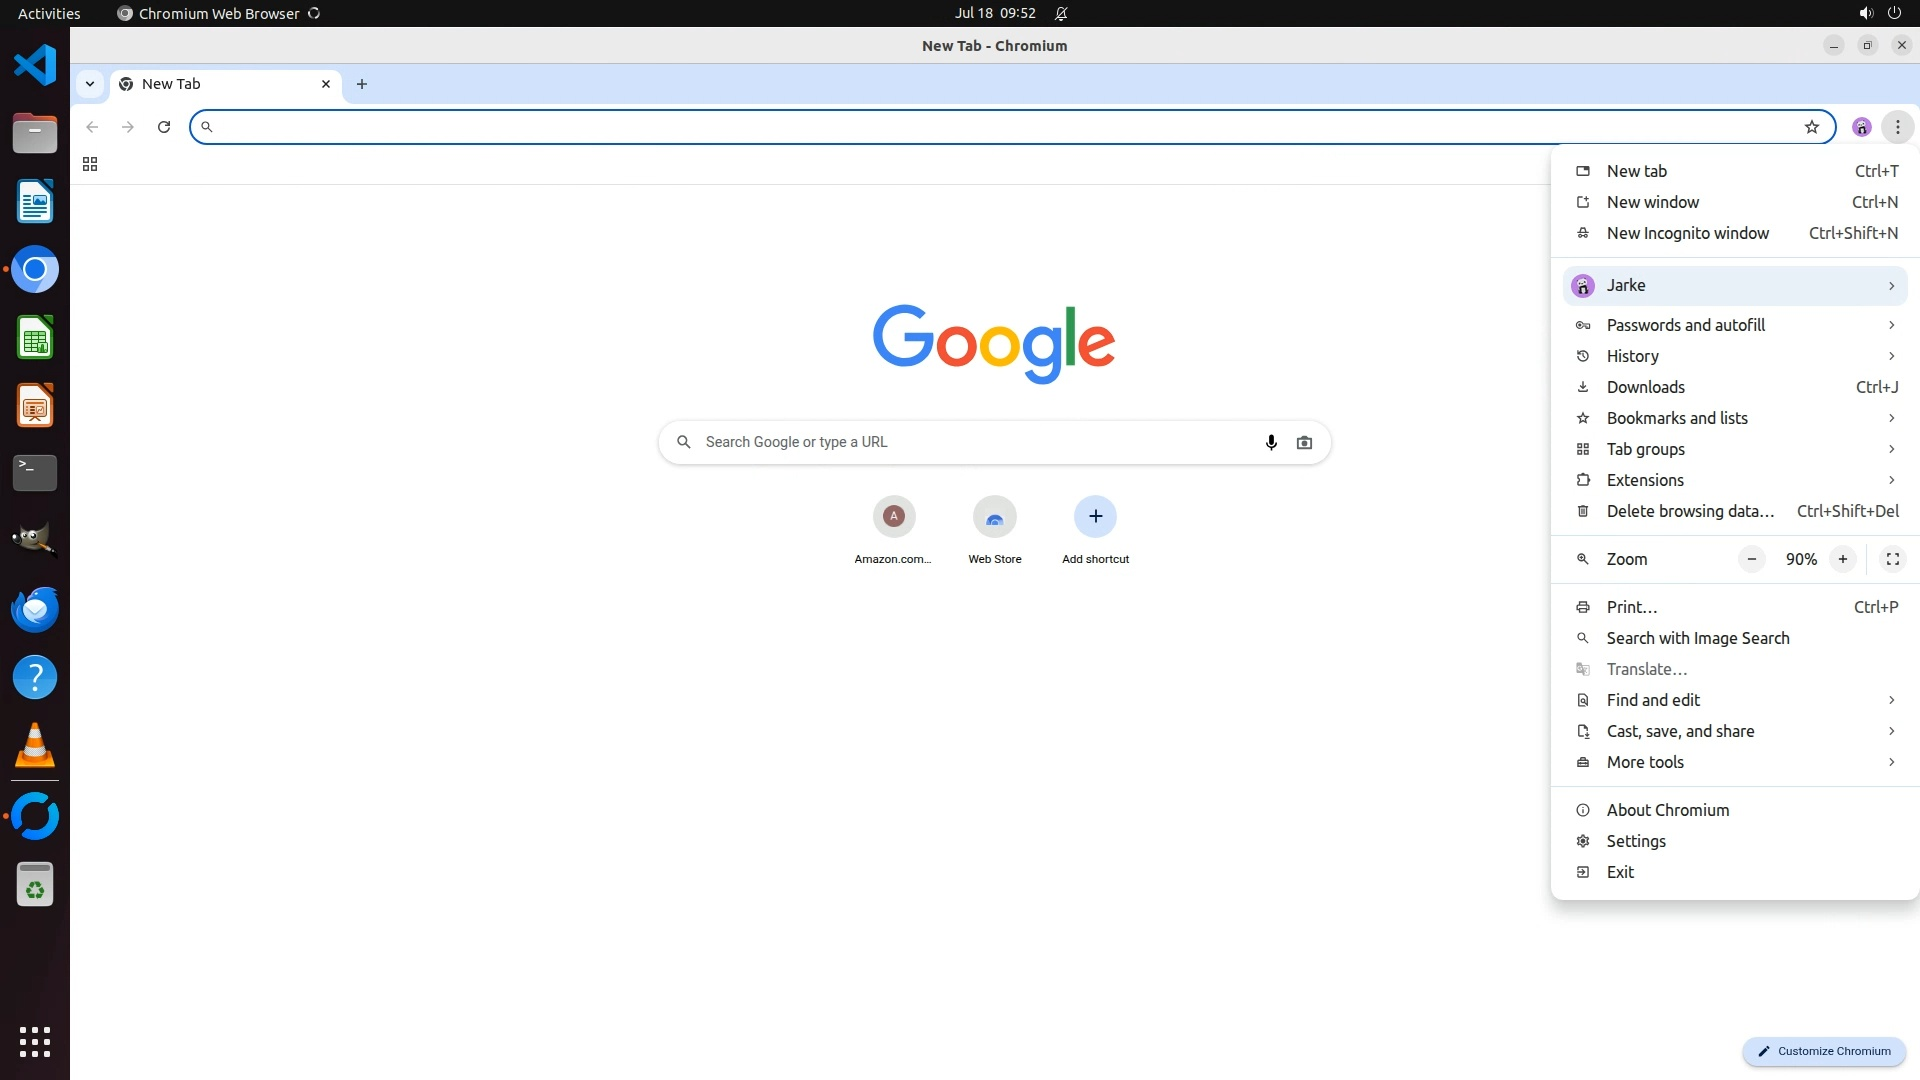 Activities
Chromium Web Browser
Jul 18 09:52
New Tab - Chromium
New Tab
New tab Ctrl+T
New window Ctrl+N
New Incognito window Ctrl+Shift+N
Jarke
Passwords and autofill
History
Downloads Ctrl+J
Bookmarks and lists
Tab groups
Extensions
Delete browsing data... Ctrl+Shift+Del
Zoom − 90% +
Print... Ctrl+P
Search with Image Search
Translate...
Find and edit
Cast, save, and share
More tools
About Chromium
Settings
Exit
Google
Search Google or type a URL
A
Amazon.com...
Web Store
Add shortcut
Customize Chromium